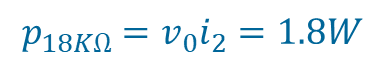 p₁₈KΩ = v₀i₂ = 1.8W